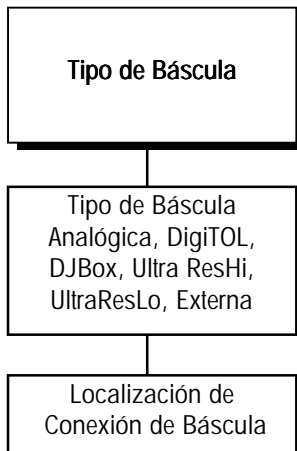 Tipo de Báscula
Tipo de Báscula
Analógica, DigiTOL,
DJBox, Ultra ResHi,
UltraResLo, Externa
Localización de
Conexión de Báscula